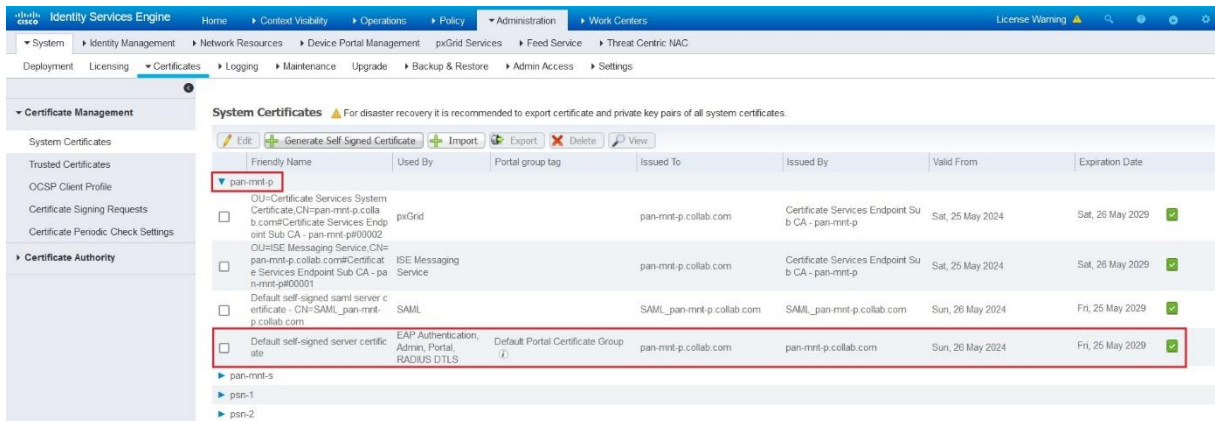 cisco Identity Services Engine Home Context Visibility Operations Policy Administration Work Centers License Warning
System Identity Management Network Resources Device Portal Management pxGrid Services Feed Service Threat Centric NAC
Deployment Licensing Certificates Logging Maintenance Upgrade Backup & Restore Admin Access Settings
Certificate Management
System Certificates
Trusted Certificates
OCSP Client Profile
Certificate Signing Requests
Certificate Periodic Check Settings
Certificate Authority
System Certificates For disaster recovery it is recommended to export certificate and private key pairs of all system certificates.
Edit Generate Self Signed Certificate Import Export Delete View
Friendly Name Used By Portal group tag Issued To Issued By Valid From Expiration Date
pan-mnt-p
OU=Certificate Services System
Certificate,CN=pan-mnt-p.colla
b.com#Certificate Services Endp
oint Sub CA - pan-mnt-p#00002
pxGrid
pan-mnt-p.collab.com
Certificate Services Endpoint Su
b CA - pan-mnt-p
Sat, 25 May 2024
Sat, 26 May 2029
OU=ISE Messaging Service,CN=
pan-mnt-p.collab.com#Certificat
e Services Endpoint Sub CA - pa
n-mnt-p#00001
ISE Messaging
Service
pan-mnt-p.collab.com
Certificate Services Endpoint Su
b CA - pan-mnt-p
Sat, 25 May 2024
Sat, 26 May 2029
Default self-signed saml server c
ertificate - CN=SAML_pan-mnt-
p.collab.com
SAML
SAML_pan-mnt-p.collab.com
SAML_pan-mnt-p.collab.com
Sun, 26 May 2024
Fri, 25 May 2029
Default self-signed server certific
ate
EAP Authentication,
Admin, Portal,
RADIUS DTLS
Default Portal Certificate Group
pan-mnt-p.collab.com
pan-mnt-p.collab.com
Sun, 26 May 2024
Fri, 25 May 2029
pan-mnt-s
psn-1
psn-2